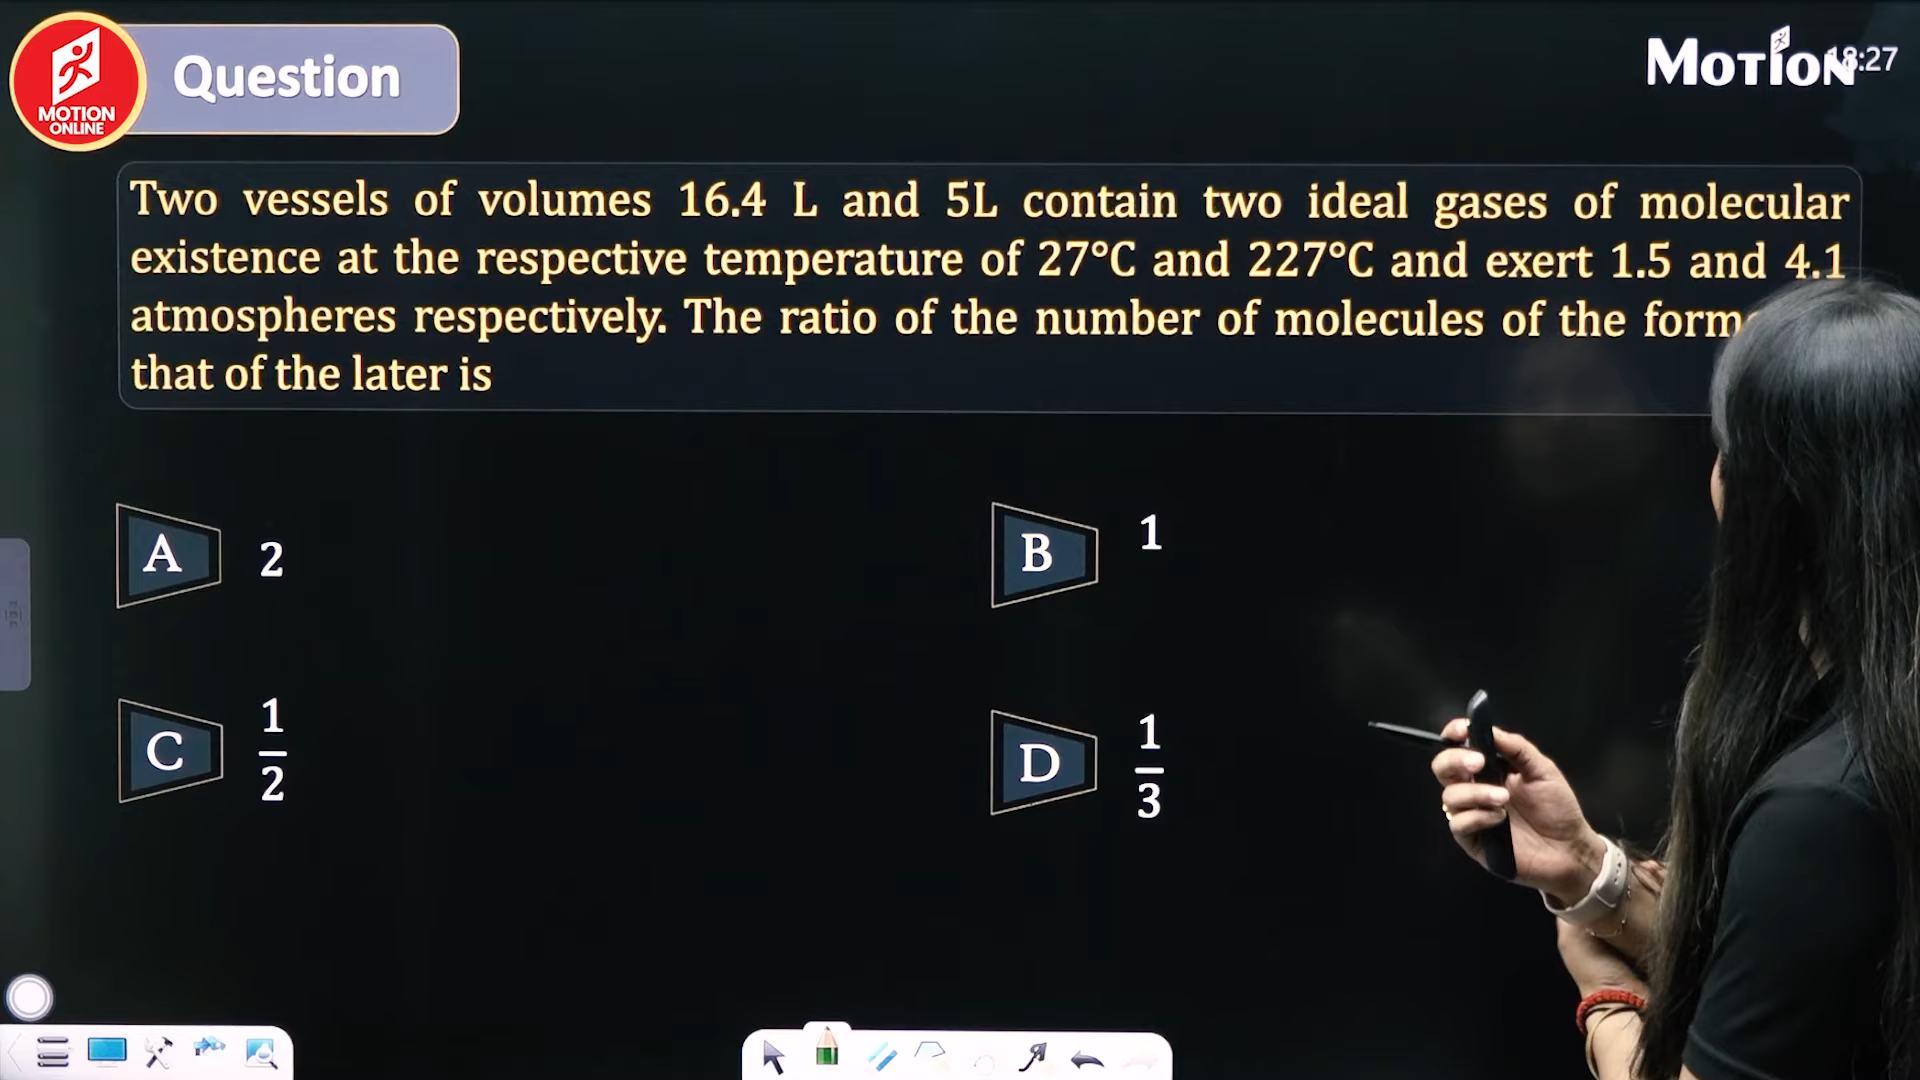 MOTION
ONLINE
Question
MOTION
18:27
Two vessels of volumes 16.4 L and 5L contain two ideal gases of molecular
existence at the respective temperature of 27°C and 227°C and exert 1.5 and 4.1
atmospheres respectively. The ratio of the number of molecules of the form
that of the later is
A 2
B 1
C 1/2
D 1/3